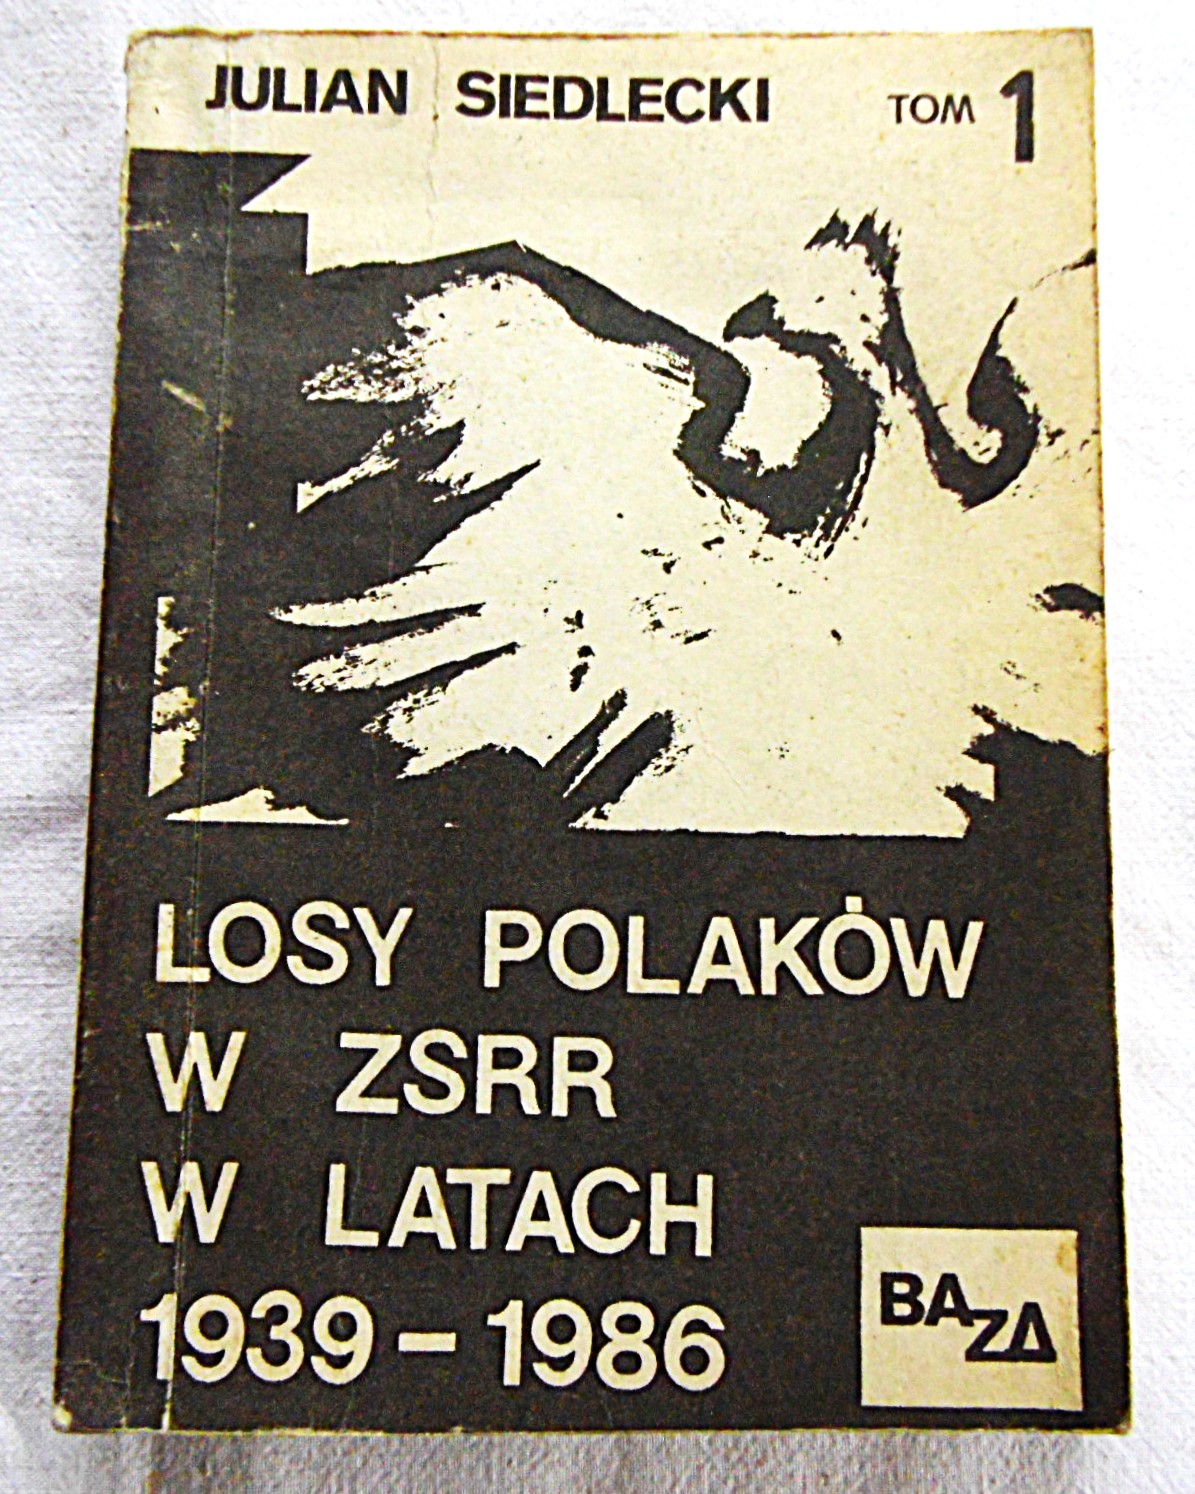 JULIAN SIEDLECKI
TOM 1
LOSY POLAKÓW
W ZSRR
W LATACH
1939-1986
BAZA